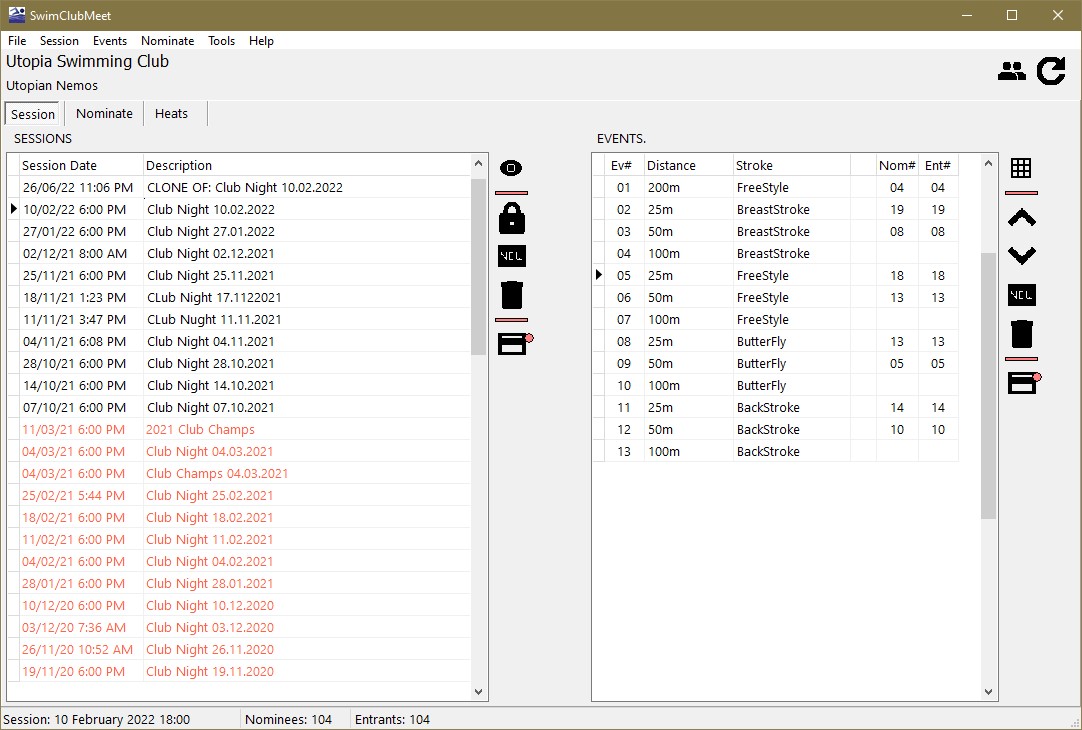 SwimClubMeet
File Session Events Nominate Tools Help
Utopia Swimming Club
Utopian Nemos
Session Nominate Heats
SESSIONS
Session Date Description
26/06/22 11:06 PM CLONE OF: Club Night 10.02.2022
10/02/22 6:00 PM Club Night 10.02.2022
27/01/22 6:00 PM Club Night 27.01.2022
02/12/21 8:00 AM Club Night 02.12.2021
25/11/21 6:00 PM Club Night 25.11.2021
18/11/21 1:23 PM CLub Night 17.1122021
11/11/21 3:47 PM CLub Nught 11.11.2021
04/11/21 6:08 PM Club Night 04.11.2021
28/10/21 6:00 PM Club Night 28.10.2021
14/10/21 6:00 PM Club Night 14.10.2021
07/10/21 6:00 PM Club Night 07.10.2021
11/03/21 6:00 PM 2021 Club Champs
04/03/21 6:00 PM Club Night 04.03.2021
04/03/21 6:00 PM Club Champs 04.03.2021
25/02/21 5:44 PM Club Night 25.02.2021
18/02/21 6:00 PM Club Night 18.02.2021
11/02/21 6:00 PM Club Night 11.02.2021
04/02/21 6:00 PM Club Night 04.02.2021
28/01/21 6:00 PM Club Night 28.01.2021
10/12/20 6:00 PM Club Night 10.12.2020
03/12/20 7:36 AM Club Night 03.12.2020
26/11/20 10:52 AM Club Night 26.11.2020
19/11/20 6:00 PM Club Night 19.11.2020
NEW
EVENTS.
Ev# Distance Stroke Nom# Ent#
01 200m FreeStyle 04 04
02 25m BreastStroke 19 19
03 50m BreastStroke 08 08
04 100m BreastStroke
05 25m FreeStyle 18 18
06 50m FreeStyle 13 13
07 100m FreeStyle
08 25m ButterFly 13 13
09 50m ButterFly 05 05
10 100m ButterFly
11 25m BackStroke 14 14
12 50m BackStroke 10 10
13 100m BackStroke
NEW
Session: 10 February 2022 18:00 Nominees: 104 Entrants: 104